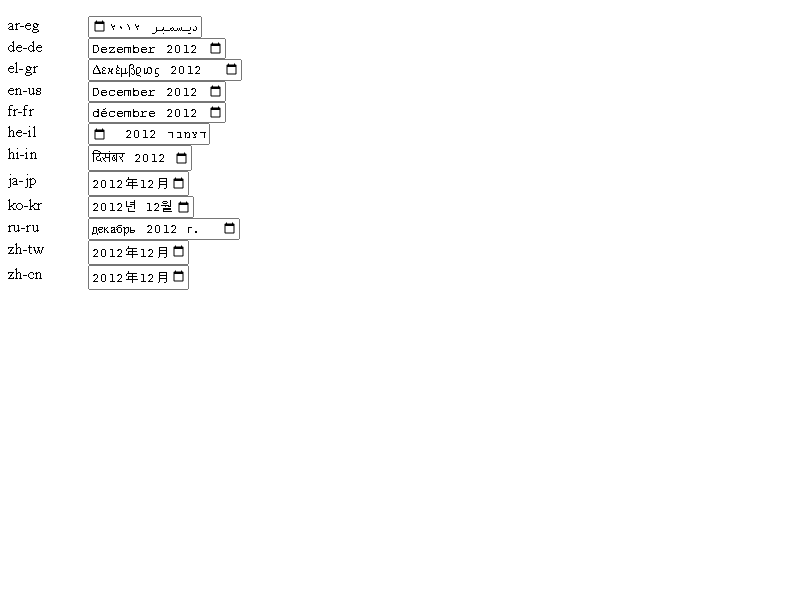 ar-eg ديسمبر ٢٠١٢
de-de Dezember 2012
el-gr Δεκέμβριος 2012
en-us December 2012
fr-fr décembre 2012
he-il דצמבר 2012
hi-in दिसंबर 2012
ja-jp 2012年12月
ko-kr 2012년 12월
ru-ru декабрь 2012 г.
zh-tw 2012年12月
zh-cn 2012年12月